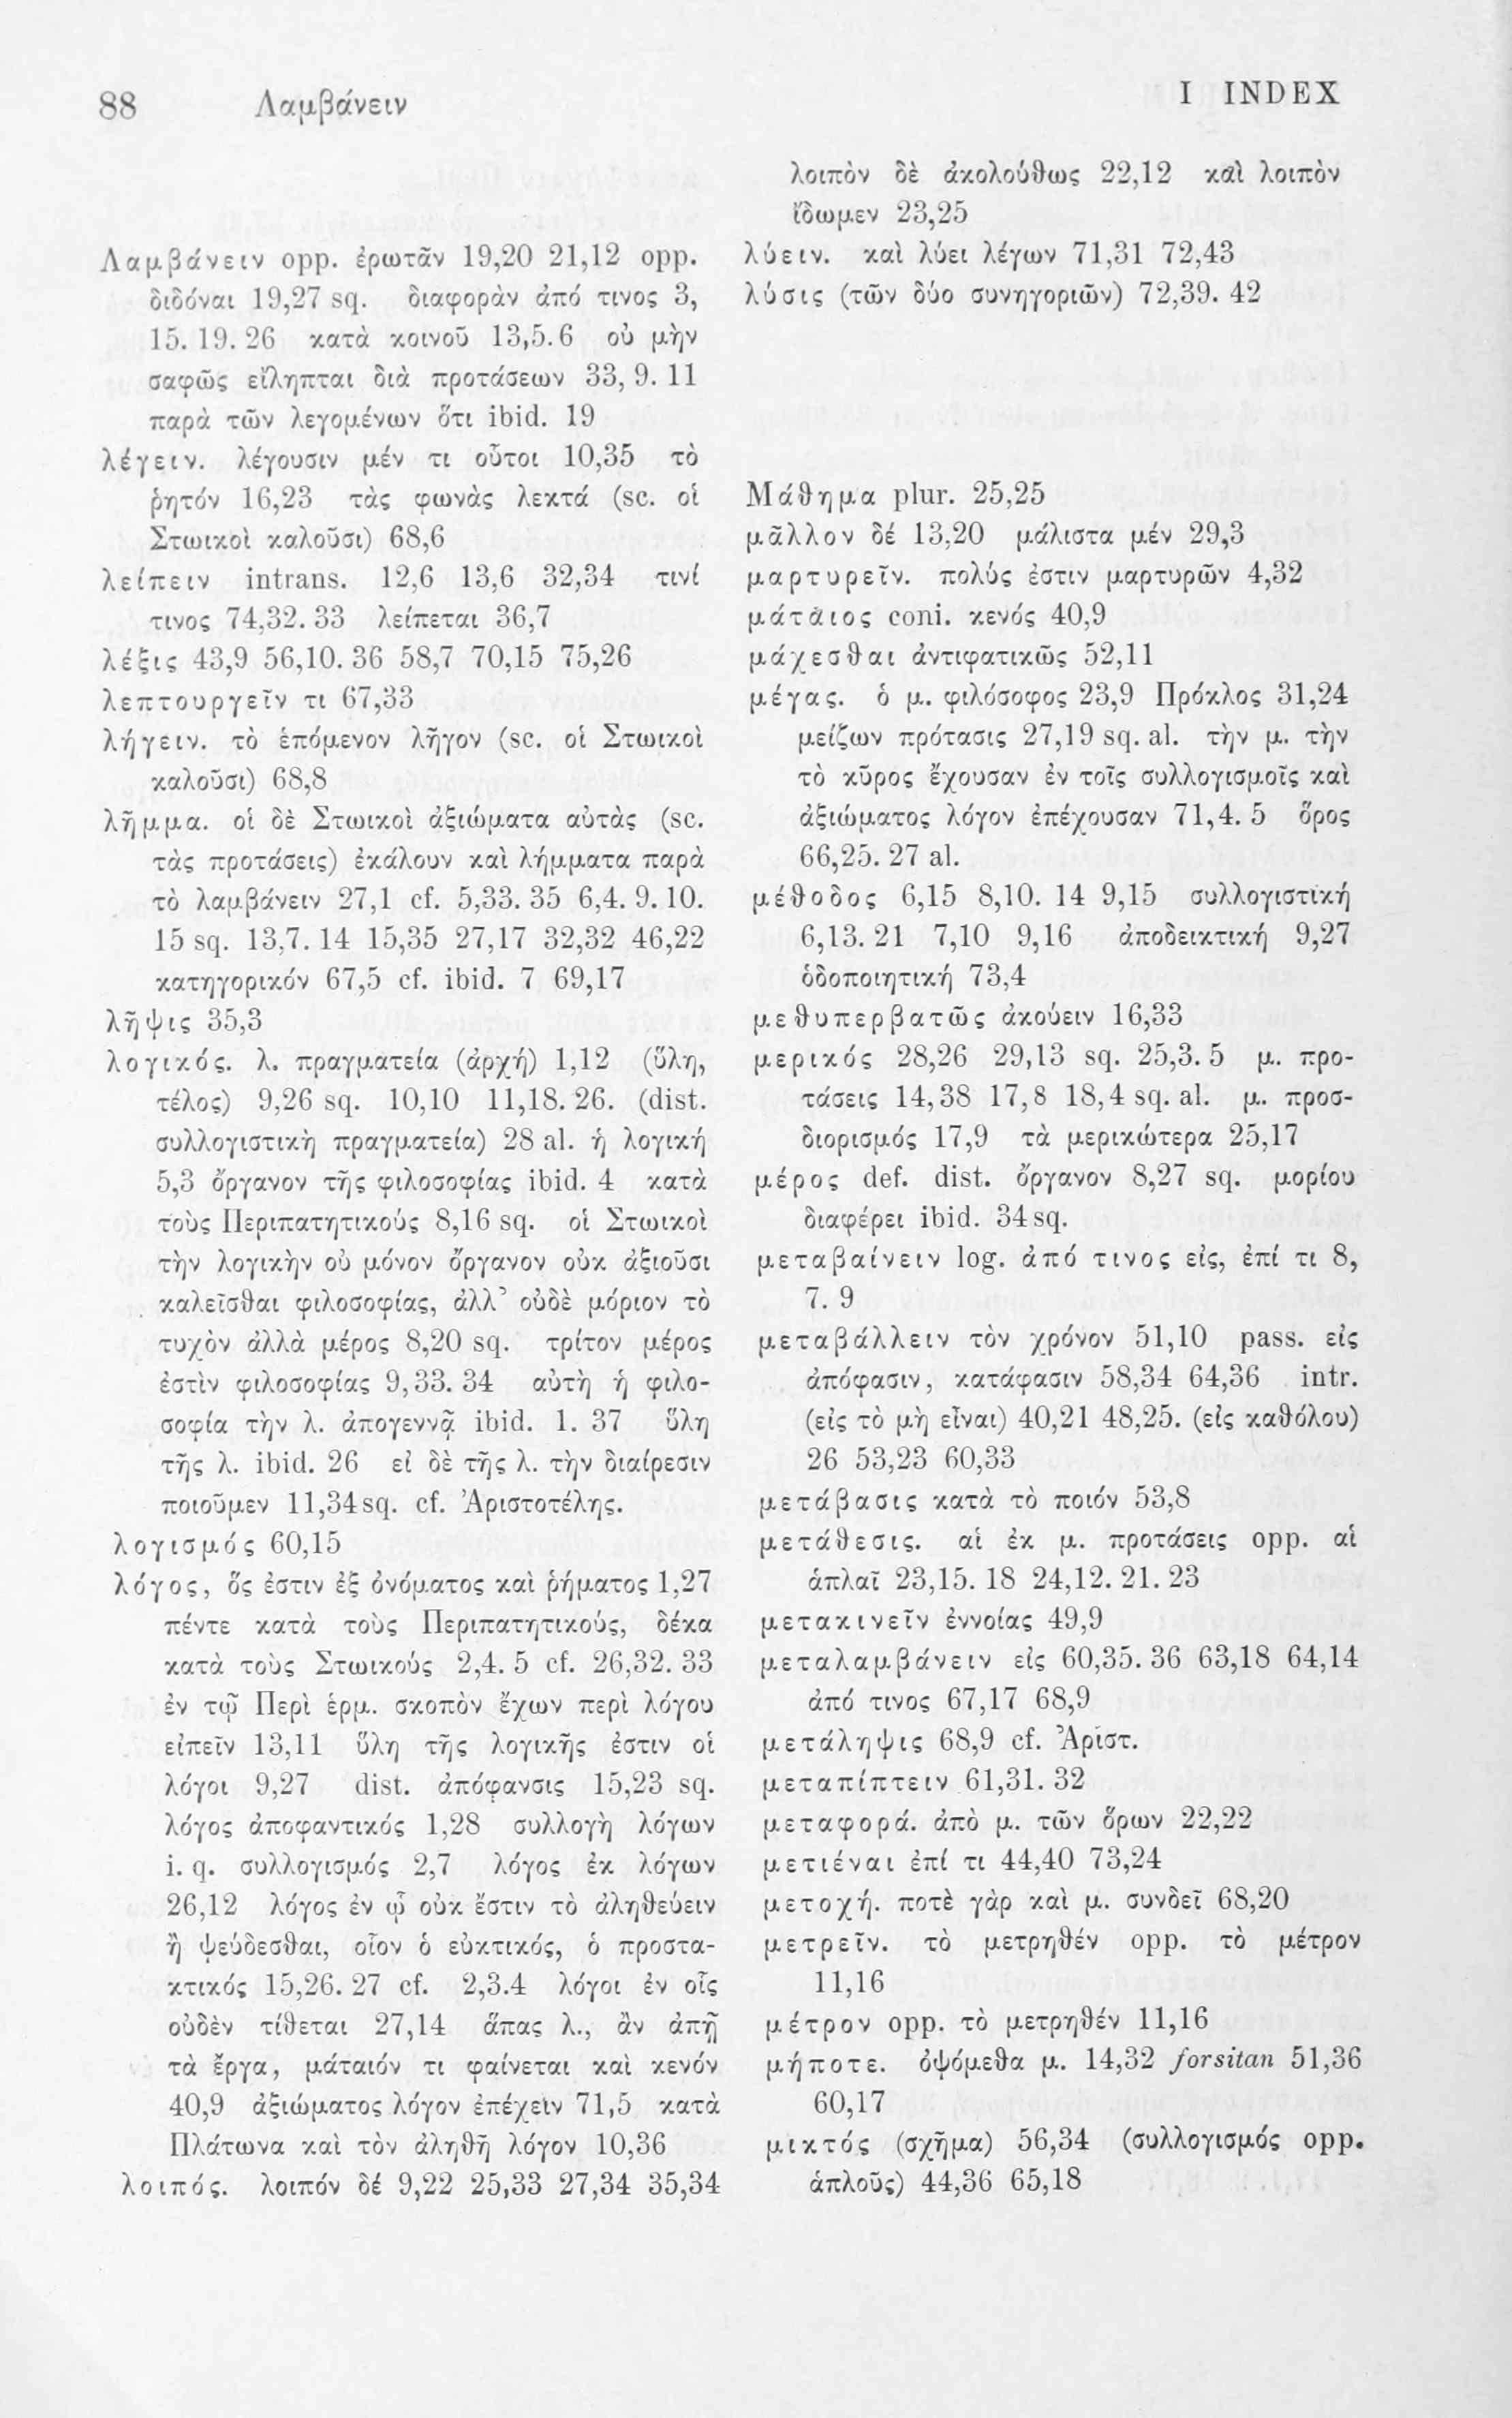 88 Λαμβάνειν I INDEX
Λαμβάνειν opp. ἐρωτᾶν 19,20 21,12 opp.
διδόναι 19,27 sq. διαφορὰν ἀπό τινος 3,
15. 19. 26 κατὰ κοινοῦ 13,5. 6 οὐ μὴν
σαφῶς εἴληπται διὰ προτάσεων 33, 9. 11
παρὰ τῶν λεγομένων ὅτι ibid. 19
λέγειν. λέγουσιν μέν τι οὗτοι 10,35 τὸ
ῥητόν 16,23 τὰς φωνὰς λεκτά (sc. οἱ
Στωικοὶ καλοῦσι) 68,6
λείπειν intrans. 12,6 13,6 32,34 τινί
τινος 74,32. 33 λείπεται 36,7
λέξις 43,9 56,10. 36 58,7 70,15 75,26
λεπτουργεῖν τι 67,33
λήγειν. τὸ ἑπόμενον λῆγον (sc. οἱ Στωικοὶ
καλοῦσι) 68,8
λῆμμα. οἱ δὲ Στωικοὶ ἀξιώματα αὐτὰς (sc.
τὰς προτάσεις) ἐκάλουν καὶ λήμματα παρὰ
τὸ λαμβάνειν 27,1 cf. 5,33. 35 6,4. 9. 10.
15 sq. 13,7. 14 15,35 27,17 32,32 46,22
κατηγορικόν 67,5 cf. ibid. 7 69,17
λῆψις 35,3
λογικός. λ. πραγματεία (ἀρχή) 1,12 (ὕλη,
τέλος) 9,26 sq. 10,10 11,18. 26. (dist.
συλλογιστικὴ πραγματεία) 28 al. ἡ λογική
5,3 ὄργανον τῆς φιλοσοφίας ibid. 4 κατὰ
τοὺς Περιπατητικούς 8,16 sq. οἱ Στωικοὶ
τὴν λογικὴν οὐ μόνον ὄργανον οὐκ ἀξιοῦσι
καλεῖσθαι φιλοσοφίας, ἀλλ᾽ οὐδὲ μόριον τὸ
τυχὸν ἀλλὰ μέρος 8,20 sq. τρίτον μέρος
ἐστὶν φιλοσοφίας 9,33. 34 αὐτὴ ἡ φιλο-
σοφία τὴν λ. ἀπογεννᾷ ibid. 1. 37 ὕλη
τῆς λ. ibid. 26 εἰ δὲ τῆς λ. τὴν διαίρεσιν
ποιοῦμεν 11,34 sq. cf. Ἀριστοτέλης.
λογισμός 60,15
λόγος, ὅς ἐστιν ἐξ ὀνόματος καὶ ῥήματος 1,27
πέντε κατὰ τοὺς Περιπατητικούς, δέκα
κατὰ τοὺς Στωικούς 2,4. 5 cf. 26,32. 33
ἐν τῷ Περὶ ἑρμ. σκοπὸν ἔχων περὶ λόγου
εἰπεῖν 13,11 ὕλη τῆς λογικῆς ἐστιν οἱ
λόγοι 9,27 dist. ἀπόφανσις 15,23 sq.
λόγος ἀποφαντικός 1,28 συλλογὴ λόγων
i. q. συλλογισμός 2,7 λόγος ἐκ λόγων
26,12 λόγος ἐν ᾧ οὐκ ἔστιν τὸ ἀληθεύειν
ἢ ψεύδεσθαι, οἷον ὁ εὐκτικός, ὁ προστα-
κτικός 15,26. 27 cf. 2,3.4 λόγοι ἐν οἷς
οὐδὲν τίθεται 27,14 ἅπας λ., ἂν ἀπῇ
τὰ ἔργα, μάταιόν τι φαίνεται καὶ κενόν
40,9 ἀξιώματος λόγον ἐπέχειν 71,5 κατὰ
Πλάτωνα καὶ τὸν ἀληθῆ λόγον 10,36
λοιπός. λοιπόν δέ 9,22 25,33 27,34 35,34
λοιπὸν δὲ ἀκολούθως 22,12 καὶ λοιπὸν
ἴδωμεν 23,25
λύειν. καὶ λύει λέγων 71,31 72,43
λύσις (τῶν δύο συνηγοριῶν) 72,39. 42
Μάθημα plur. 25,25
μᾶλλον δέ 13,20 μάλιστα μέν 29,3
μαρτυρεῖν. πολύς ἐστιν μαρτυρῶν 4,32
μάταιος coni. κενός 40,9
μάχεσθαι ἀντιφατικῶς 52,11
μέγας. ὁ μ. φιλόσοφος 23,9 Πρόκλος 31,24
μείζων πρότασις 27,19 sq. al. τὴν μ. τὴν
τὸ κῦρος ἔχουσαν ἐν τοῖς συλλογισμοῖς καὶ
ἀξιώματος λόγον ἐπέχουσαν 71,4. 5 ὅρος
66,25. 27 al.
μέθοδος 6,15 8,10. 14 9,15 συλλογιστική
6,13. 21 7,10 9,16 ἀποδεικτική 9,27
ὁδοποιητική 73,4
μεθυπερβατῶς ἀκούειν 16,33
μερικός 28,26 29,13 sq. 25,3. 5 μ. προ-
τάσεις 14,38 17,8 18,4 sq. al. μ. προσ-
διορισμός 17,9 τὰ μερικώτερα 25,17
μέρος def. dist. ὄργανον 8,27 sq. μορίου
διαφέρει ibid. 34 sq.
μεταβαίνειν log. ἀπό τινος εἰς, ἐπί τι 8,
7. 9
μεταβάλλειν τὸν χρόνον 51,10 pass. εἰς
ἀπόφασιν, κατάφασιν 58,34 64,36 intr.
(εἰς τὸ μὴ εἶναι) 40,21 48,25. (εἰς καθόλου)
26 53,23 60,33
μετάβασις κατὰ τὸ ποιόν 53,8
μετάθεσις. αἱ ἐκ μ. προτάσεις opp. αἱ
ἁπλαῖ 23,15. 18 24,12. 21. 23
μετακινεῖν ἐννοίας 49,9
μεταλαμβάνειν εἰς 60,35. 36 63,18 64,14
ἀπό τινος 67,17 68,9
μετάληψις 68,9 cf. Ἀριστ.
μεταπίπτειν 61,31. 32
μεταφορά. ἀπὸ μ. τῶν ὅρων 22,22
μετιέναι ἐπί τι 44,40 73,24
μετοχή. ποτὲ γὰρ καὶ μ. συνδεῖ 68,20
μετρεῖν. τὸ μετρηθέν opp. τὸ μέτρον
11,16
μέτρον opp. τὸ μετρηθέν 11,16
μήποτε. ὀψόμεθα μ. 14,32 forsitan 51,36
60,17
μικτός (σχῆμα) 56,34 (συλλογισμός opp.
ἁπλοῦς) 44,36 65,18